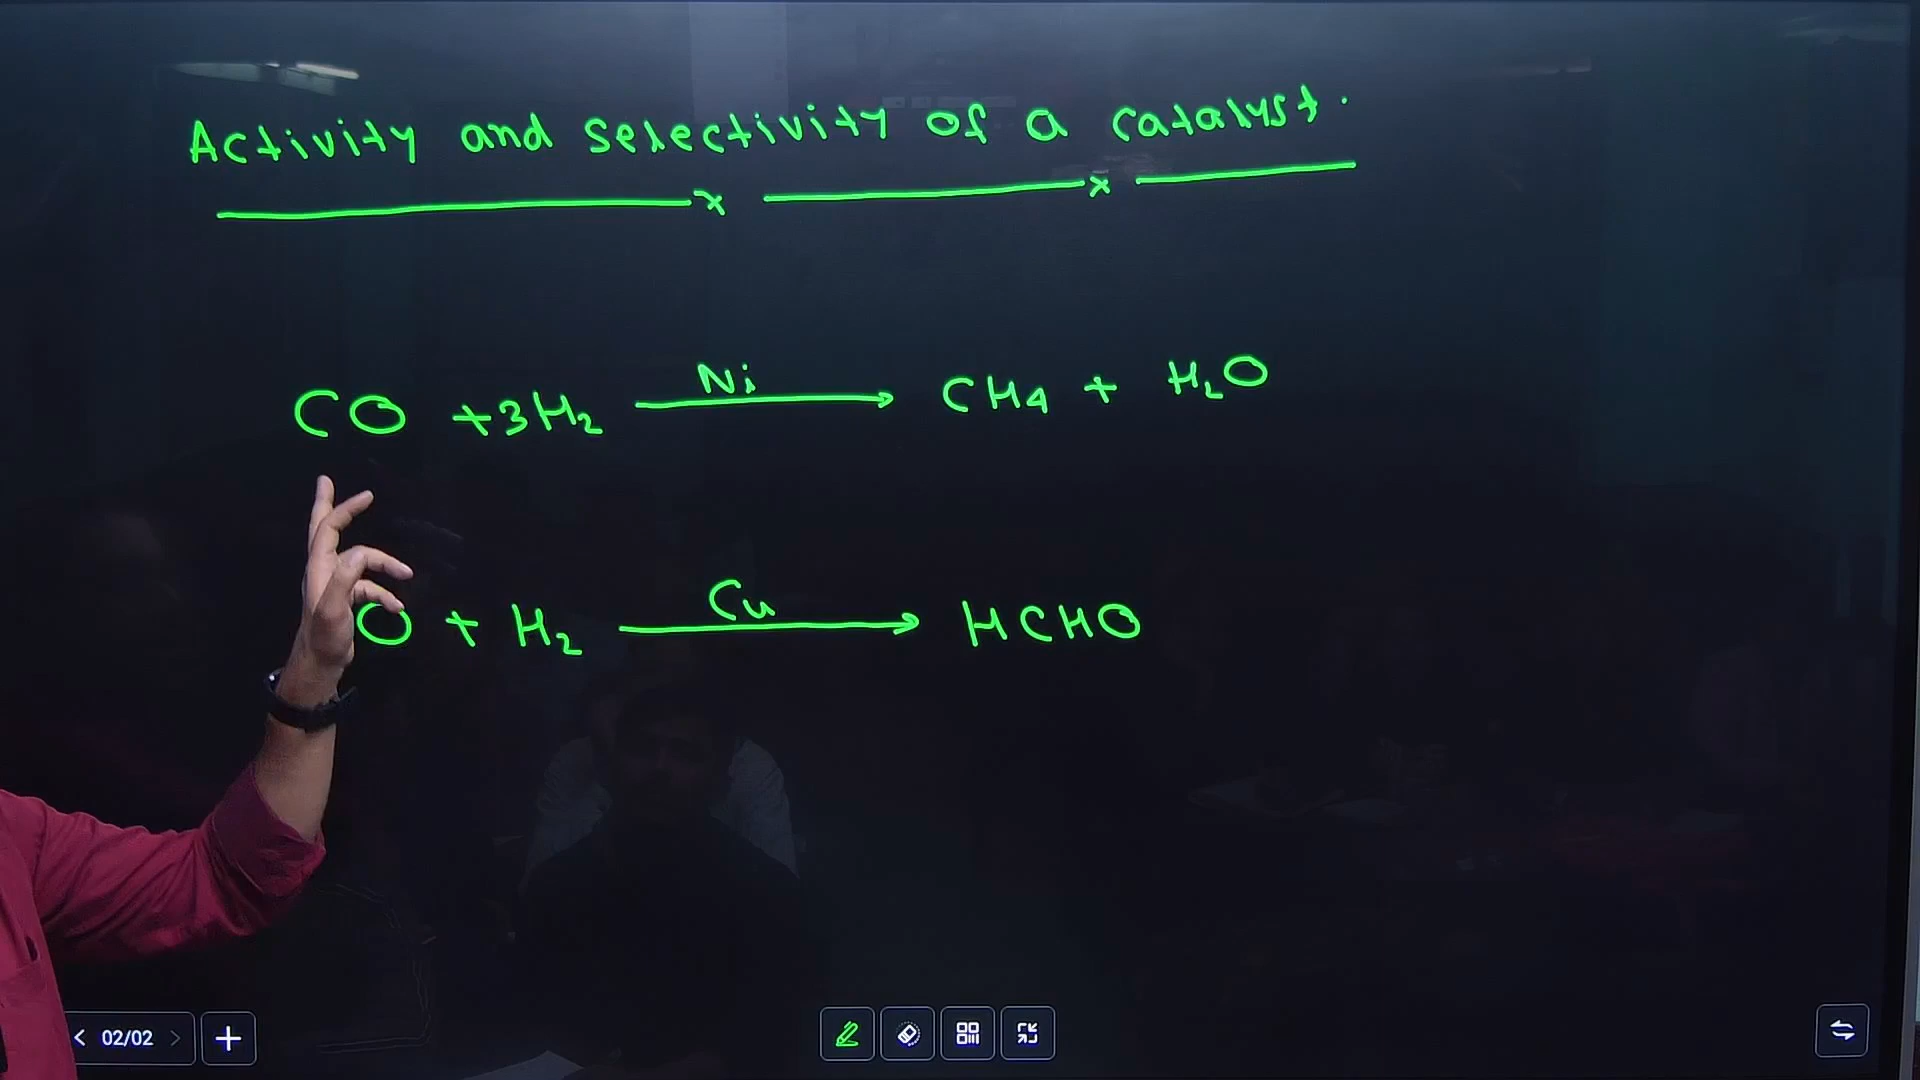 Activity and selectivity of a catalyst.
CO + 3H₂ Ni → CH₄ + H₂O
O + H₂ Cu → HCHO
02/02